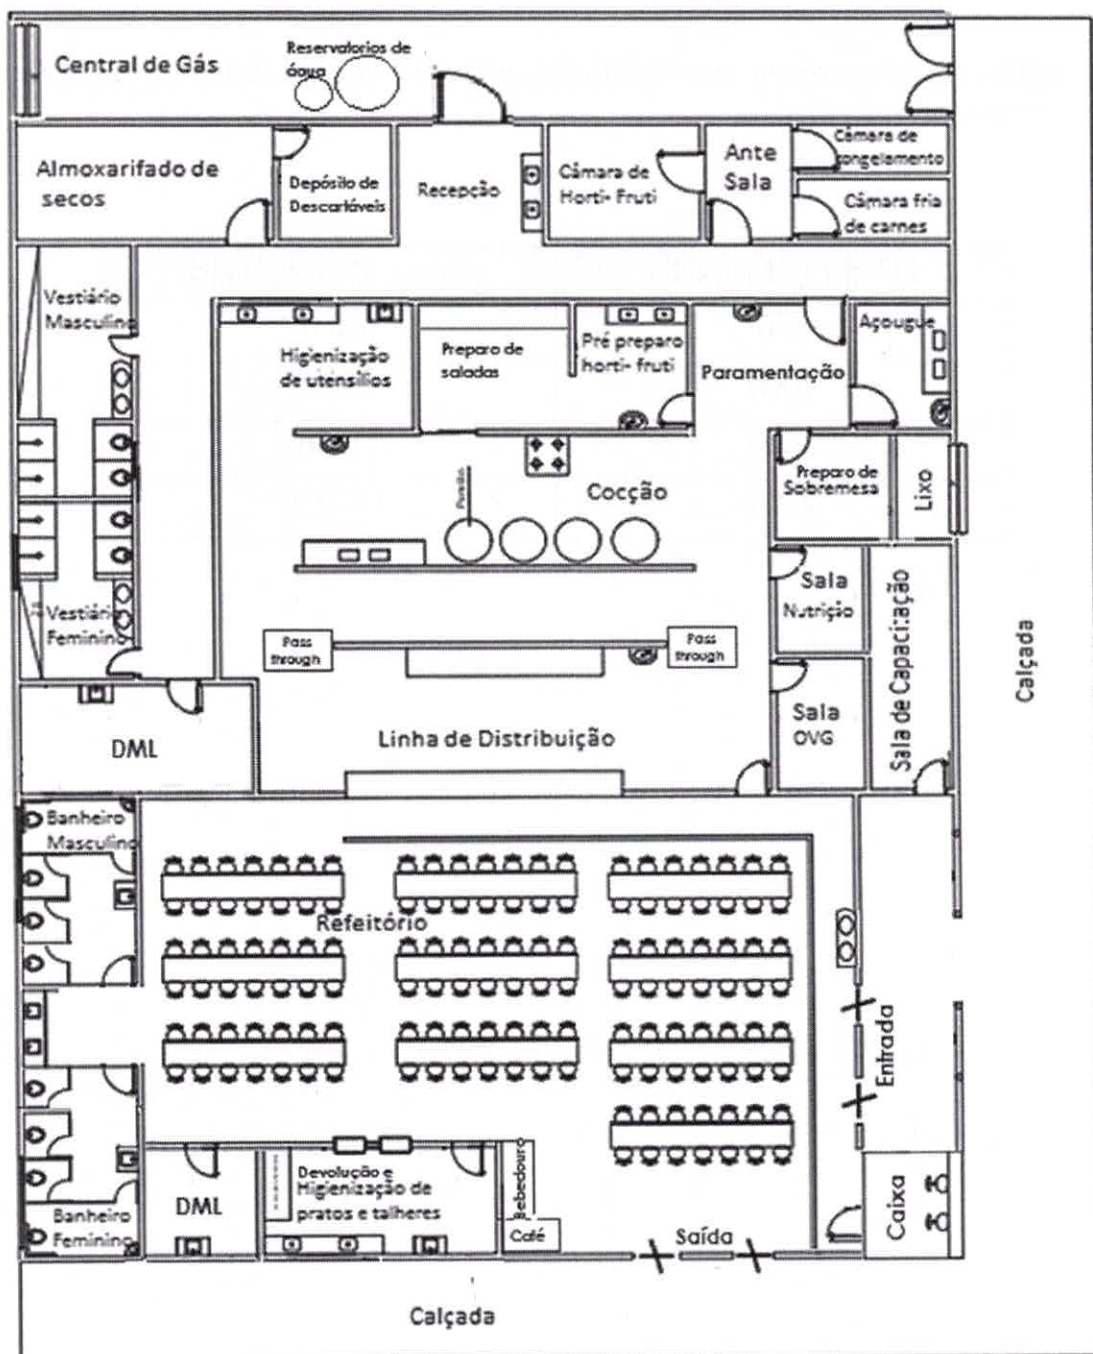 Central de Gás
Reservatorios de
água
Almoxarifado de
secos
Depósito de
Descartáveis
Recepção
Câmara de
Horti- Fruti
Ante
Sala
Câmara de
congelamento
Câmara fria
de carnes
Vestiário
Masculino
Higienização
de utensílios
Preparo de
saladas
Pré preparo
horti- fruti
Paramentação
Açougue
Cocção
Preparo de
Sobremesa
Lixo
Sala
Nutrição
Sala de Capacitação
Vestiário
Feminino
Pass
through
Pass
through
Calçada
DML
Linha de Distribuição
Sala
OVG
Banheiro
Masculino
Refeitório
Entrada
DML
Devolução e
Higienização de
pratos e talheres
Bebedouro
Café
Banheiro
Feminino
Saída
Caixa
Calçada